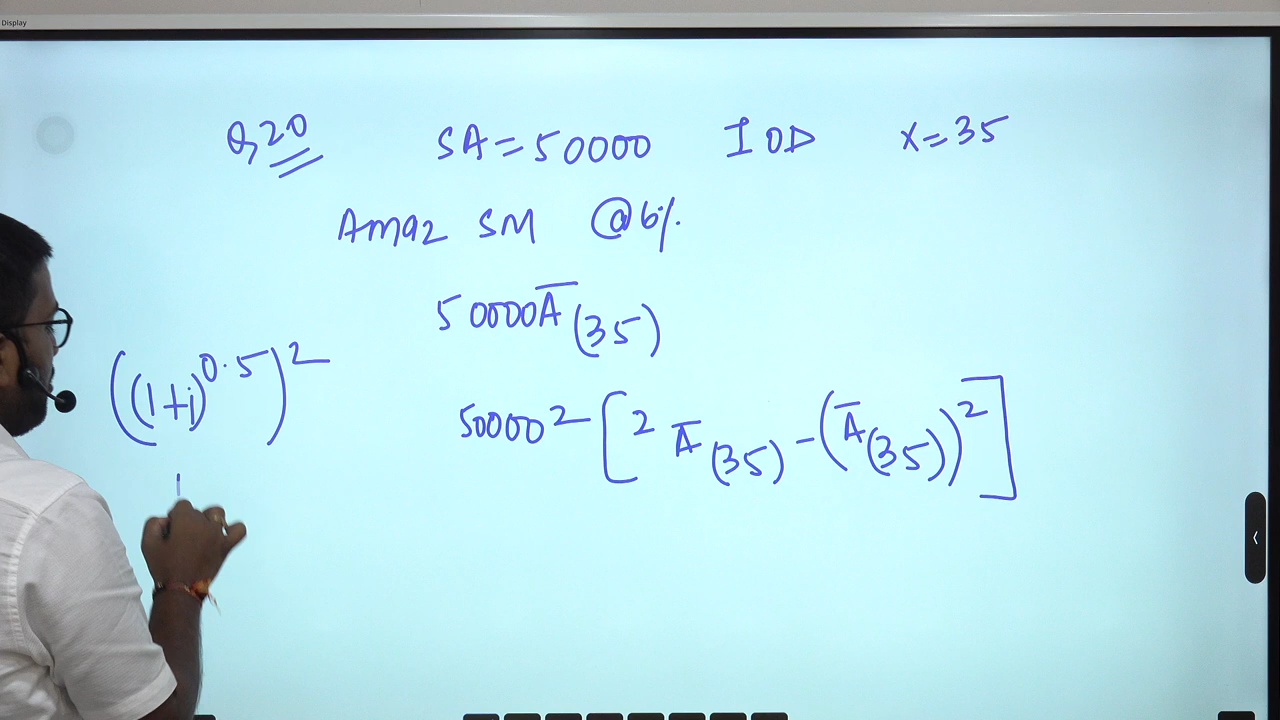 Display
Q20 SA=50000 IOD x=35
AM92 SM @6%
50000Ā(35)
((1+i)^0.5)^2
50000^2 [²Ā(35) - (Ā(35))^2]